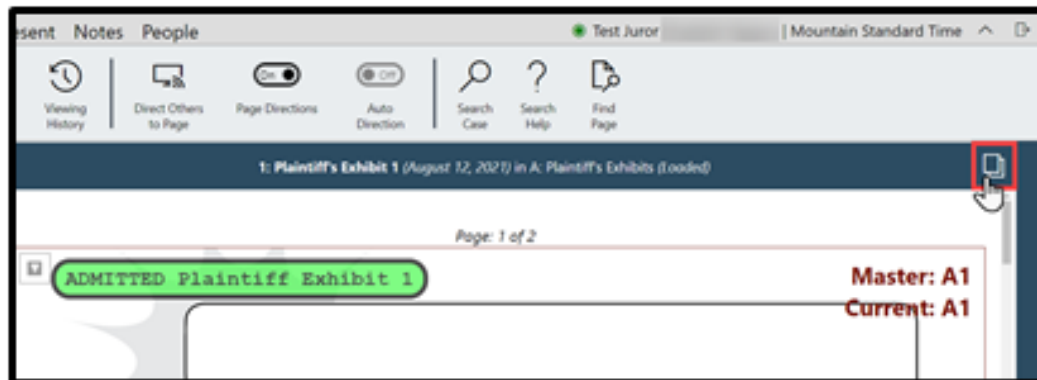 esent Notes People Test Juror | Mountain Standard Time
Viewing History Direct Others to Page Page Directions On Auto Direction Off Search Case Search Help Find Page
1: Plaintiff's Exhibit 1 (August 12, 2021) in A: Plaintiff's Exhibits (Loaded)
Page: 1 of 2
ADMITTED Plaintiff Exhibit 1
Master: A1
Current: A1